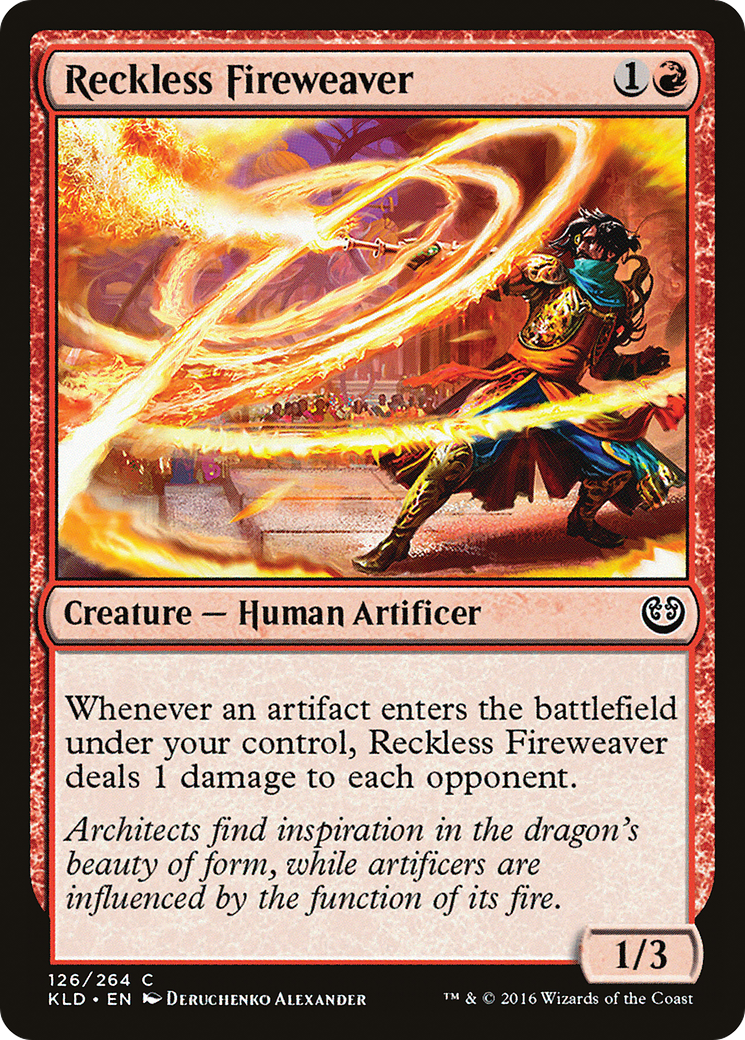 Reckless Fireweaver 1
Creature — Human Artificer
Whenever an artifact enters the battlefield
under your control, Reckless Fireweaver
deals 1 damage to each opponent.
Architects find inspiration in the dragon's
beauty of form, while artificers are
influenced by the function of its fire.
1/3
126/264 C
KLD • EN Deruchenko Alexander
™ & © 2016 Wizards of the Coast